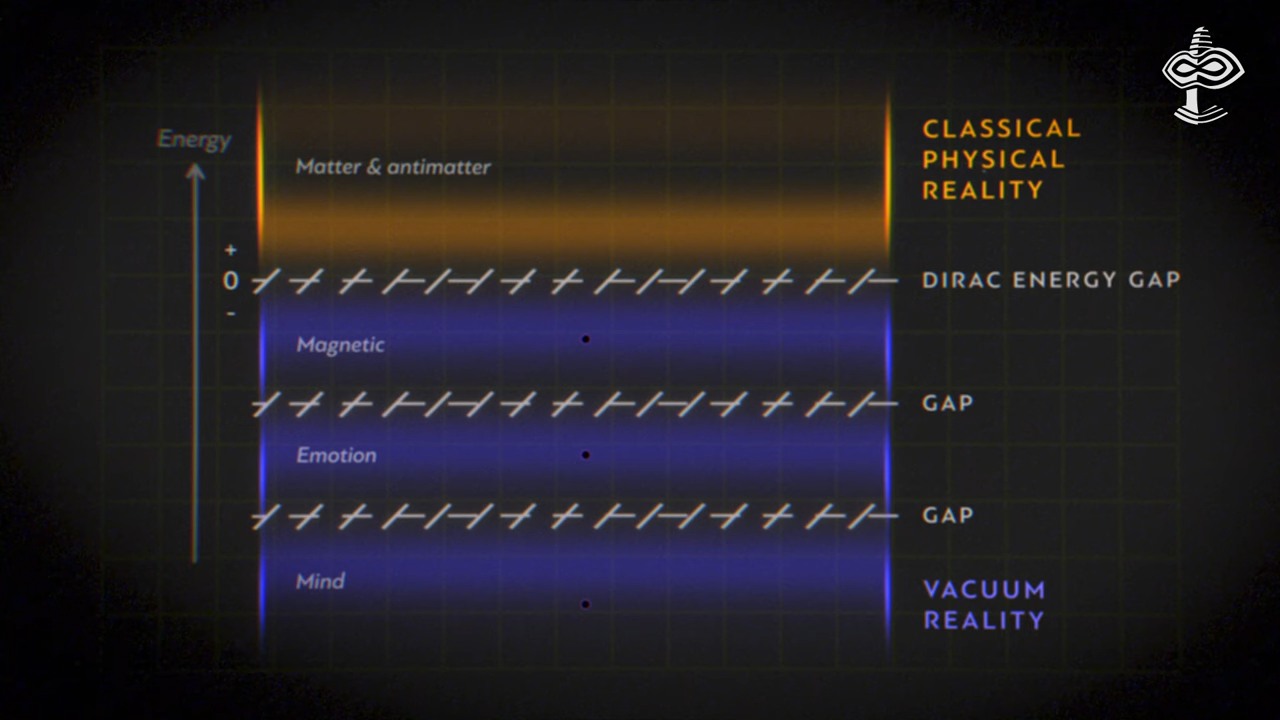 Energy
Matter & antimatter
CLASSICAL
PHYSICAL
REALITY
+
0
-
DIRAC ENERGY GAP
Magnetic
GAP
Emotion
GAP
Mind
VACUUM
REALITY